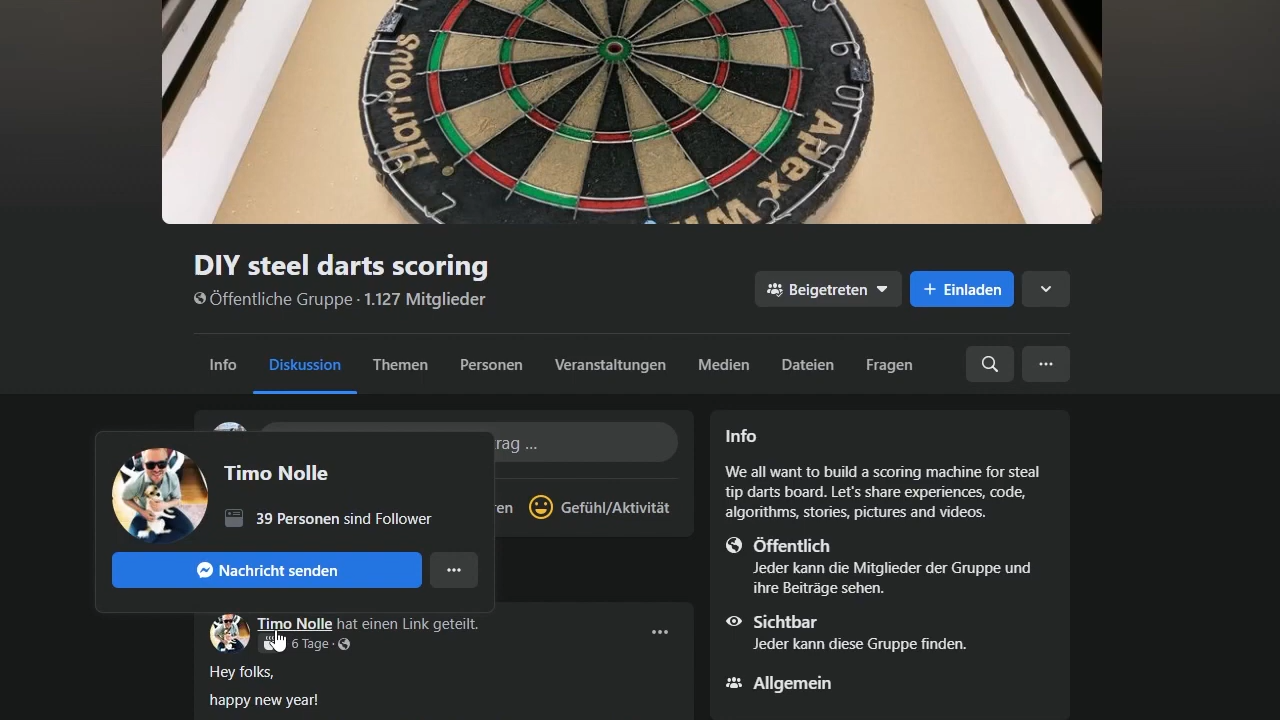 Harrows
Apex
DIY steel darts scoring
Öffentliche Gruppe · 1.127 Mitglieder
Beigetreten
+ Einladen
Info
Diskussion
Themen
Personen
Veranstaltungen
Medien
Dateien
Fragen
rag ...
ren
Gefühl/Aktivität
Timo Nolle
39 Personen sind Follower
Nachricht senden
Timo Nolle hat einen Link geteilt.
6 Tage ·
Hey folks,
happy new year!
Info
We all want to build a scoring machine for steal
tip darts board. Let's share experiences, code,
algorithms, stories, pictures and videos.
Öffentlich
Jeder kann die Mitglieder der Gruppe und
ihre Beiträge sehen.
Sichtbar
Jeder kann diese Gruppe finden.
Allgemein